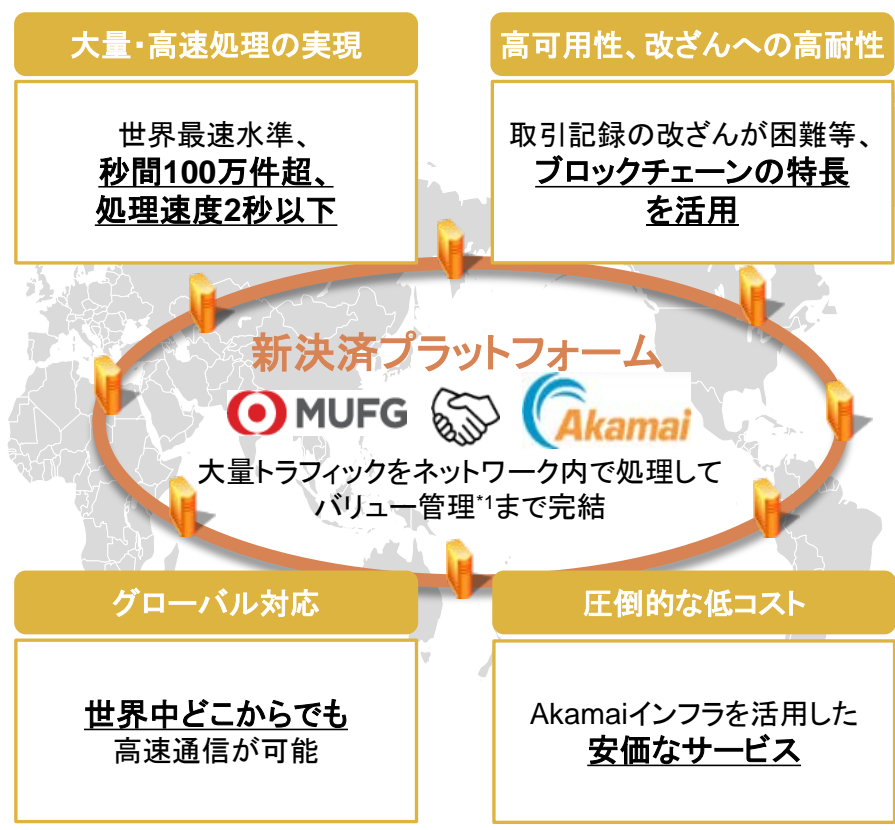 大量・高速処理の実現
世界最速水準、
秒間100万件超、
処理速度2秒以下
高可用性、改ざんへの高耐性
取引記録の改ざんが困難等、
ブロックチェーンの特長
を活用
新決済プラットフォーム
MUFG
Akamai
大量トラフィックをネットワーク内で処理して
バリュー管理*1まで完結
グローバル対応
世界中どこからでも
高速通信が可能
圧倒的な低コスト
Akamaiインフラを活用した
安価なサービス